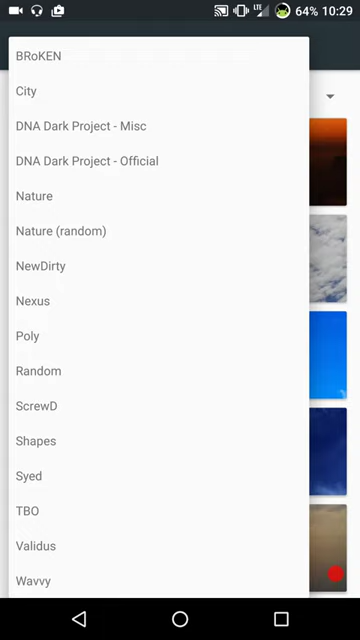 LTE 64% 10:29
BRoKEN
City
DNA Dark Project - Misc
DNA Dark Project - Official
Nature
Nature (random)
NewDirty
Nexus
Poly
Random
ScrewD
Shapes
Syed
TBO
Validus
Wavvy